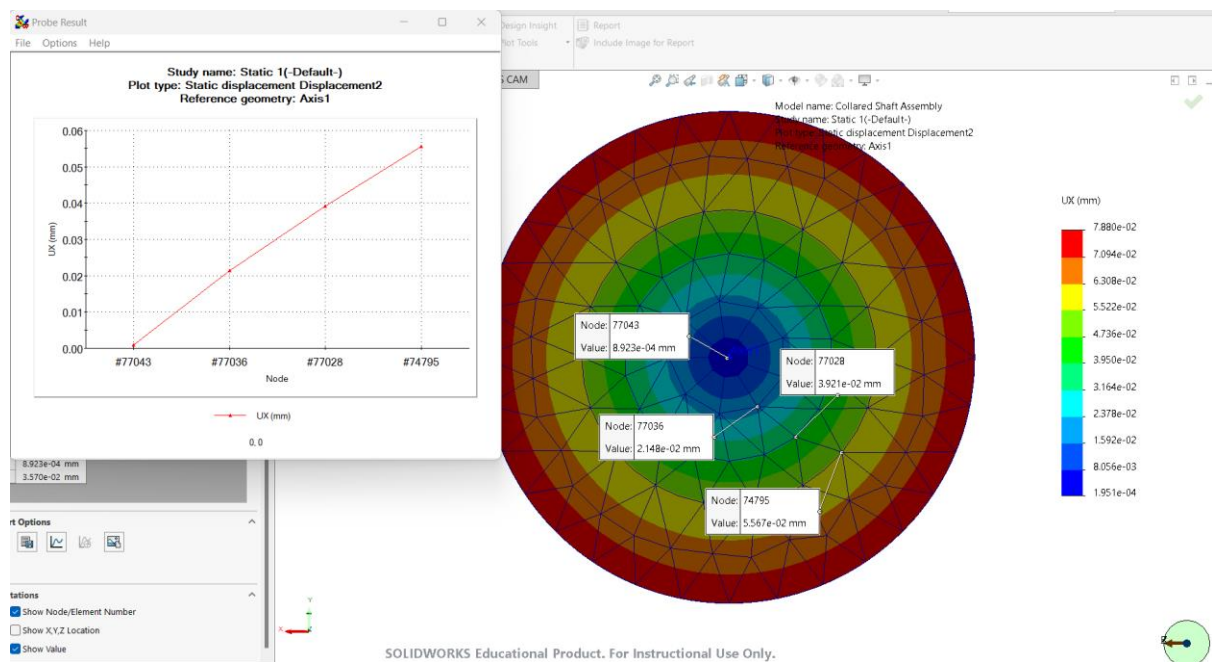 Probe Result
File Options Help
Study name: Static 1(-Default-)
Plot type: Static displacement Displacement2
Reference geometry: Axis1
0.06
0.05
0.04
0.03
0.02
0.01
0.00
UX (mm)
#77043 #77036 #77028 #74795
Node
UX (mm)
0, 0
8.923e-04 mm
3.570e-02 mm
rt Options
tations
Show Node/Element Number
Show X,Y,Z Location
Show Value
Design Insight
Plot Tools
Report
Include Image for Report
CAM
Model name: Collared Shaft Assembly
Study name: Static 1(-Default-)
Plot type: Static displacement Displacement2
Reference geometry: Axis1
Node: 77043
Value: 8.923e-04 mm
Node: 77028
Value: 3.921e-02 mm
Node: 77036
Value: 2.148e-02 mm
Node: 74795
Value: 5.567e-02 mm
UX (mm)
7.880e-02
7.094e-02
6.308e-02
5.522e-02
4.736e-02
3.950e-02
3.164e-02
2.378e-02
1.592e-02
8.056e-03
1.951e-04
Y
X
Z
SOLIDWORKS Educational Product. For Instructional Use Only.